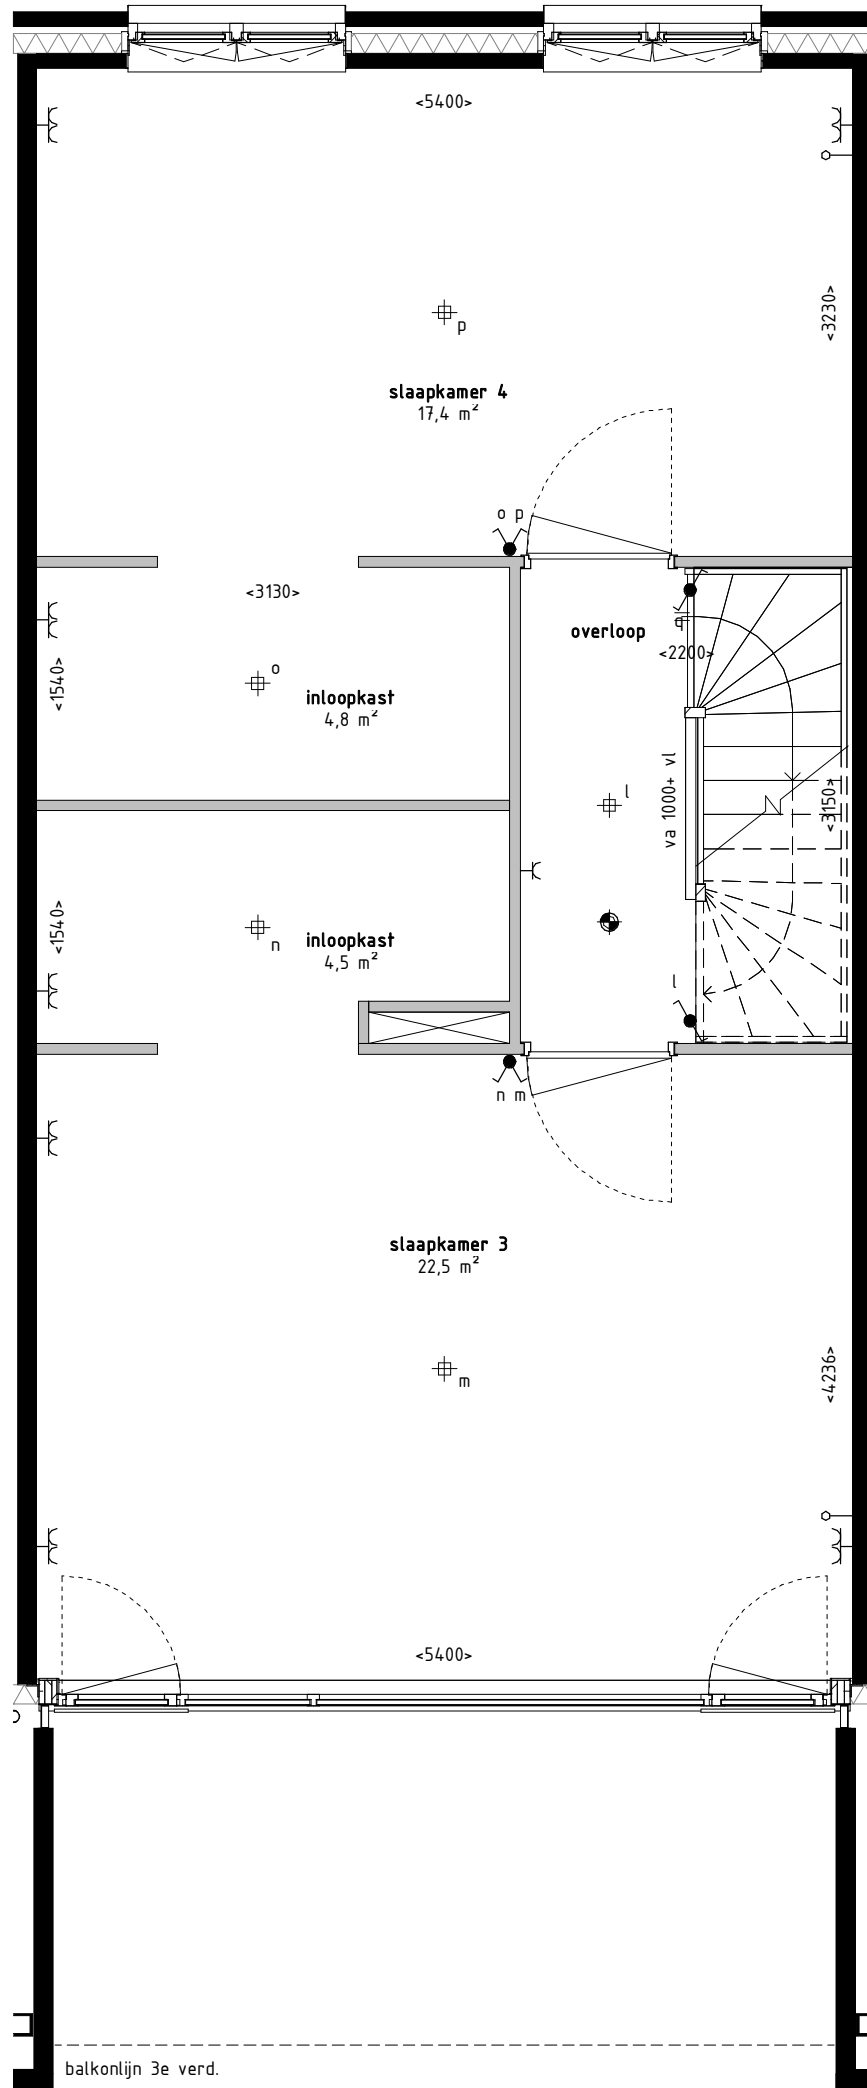 <5400>
<3230>
p
slaapkamer 4
17,4 m²
o p
<3130>
overloop
<2200>
<1540>
o
inloopkast
4,8 m²
l
va 1000+ vl
N
<3150>
<1540>
n
inloopkast
4,5 m²
l
n m
slaapkamer 3
22,5 m²
m
<4236>
<5400>
balkonlijn 3e verd.